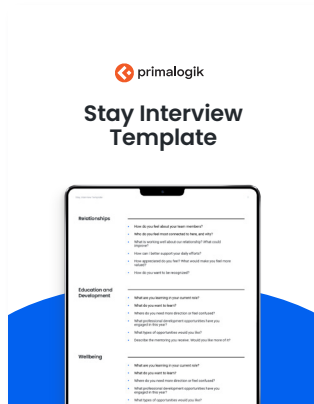 primalogik
Stay Interview
Template
Stay Interview Template
Relationships
How do you feel about your team members?
Who do you feel most connected to here, and why?
What is working well about our relationship? What could
improve?
How can I better support your daily efforts?
How appreciated do you feel? What would make you feel more
valued?
How do you want to be recognized?
Education and
Development
What are you learning in your current role?
What do you want to learn?
Where do you need more direction or feel confused?
What professional development opportunities have you
engaged in this year?
What types of opportunities would you like?
Describe the mentoring you receive. Would you like more of it?
Wellbeing
What are you learning in your current role?
What do you want to learn?
Where do you need more direction or feel confused?
What professional development opportunities have you
engaged in this year?
What types of opportunities would you like?